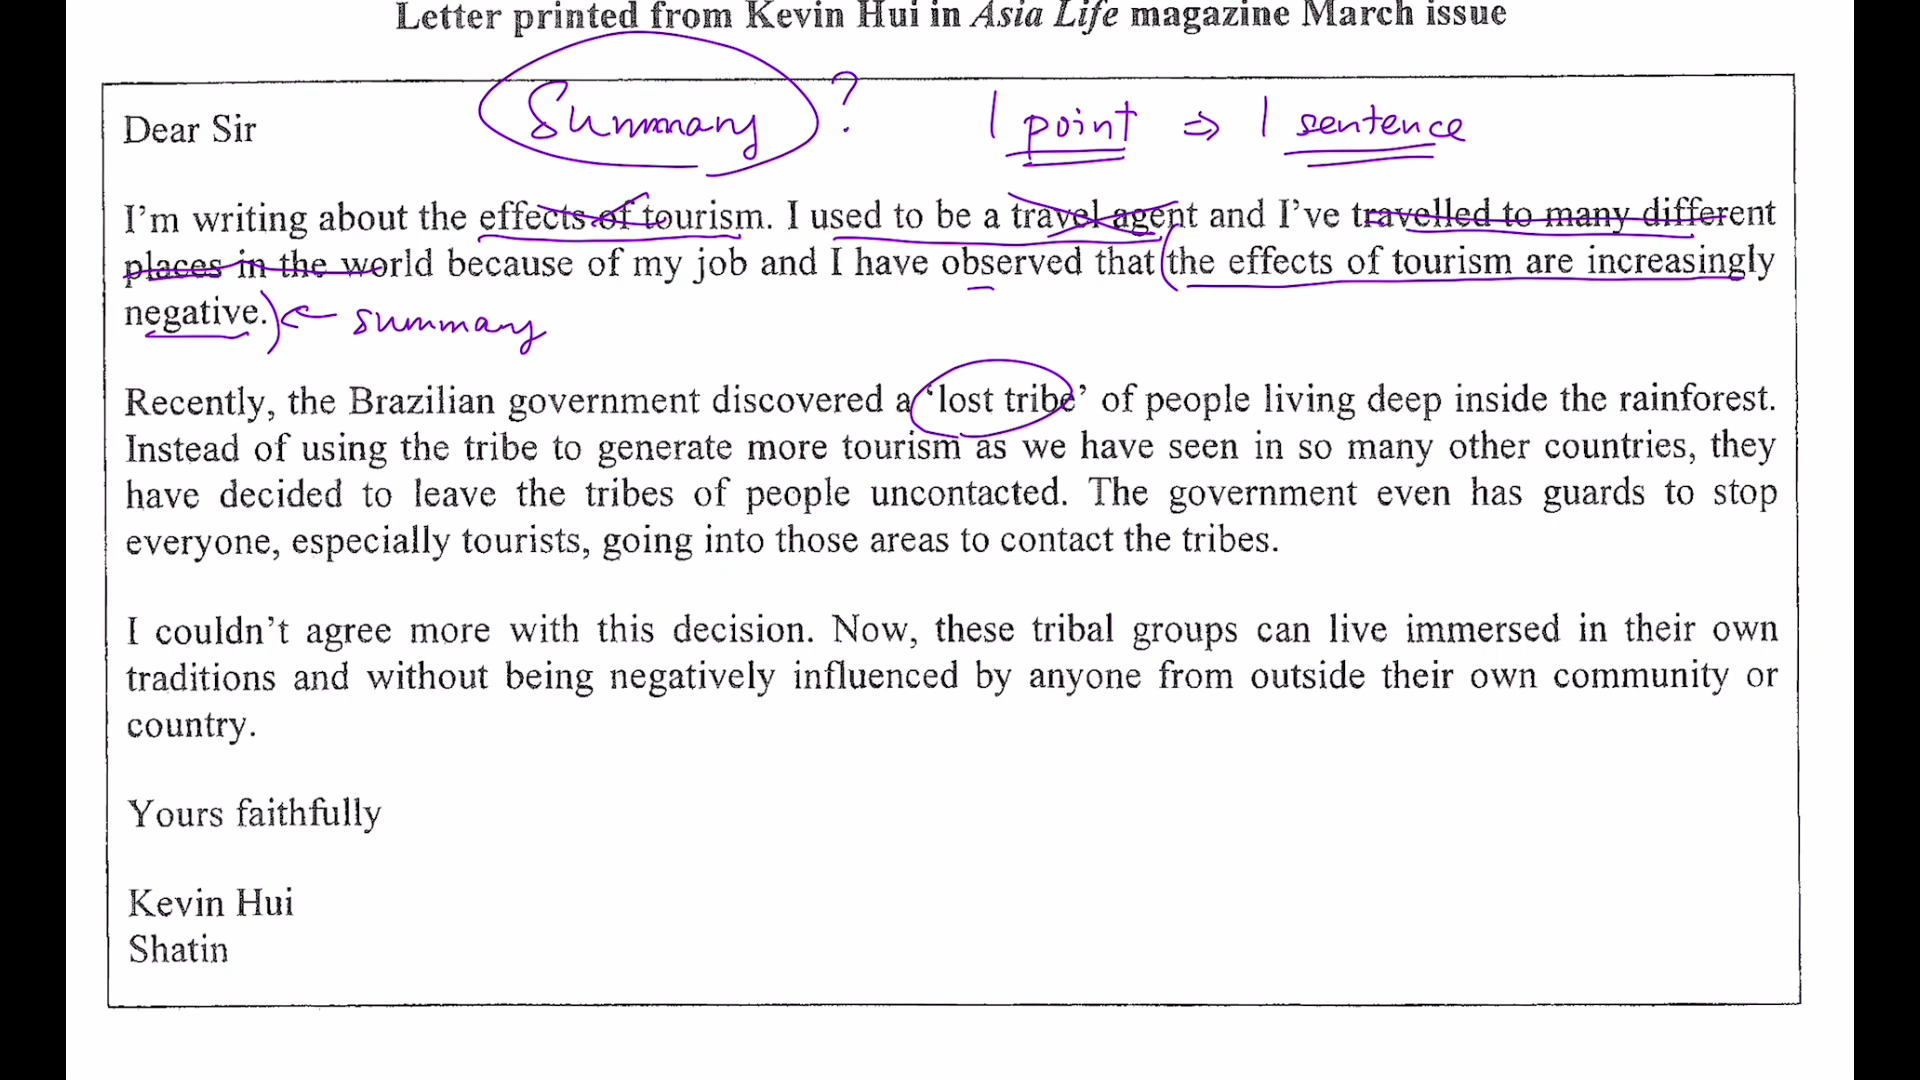 Letter printed from Kevin Hui in Asia Life magazine March issue
Summary ? 1 point ⇒ 1 sentence
Dear Sir
I'm writing about the effects of tourism. I used to be a travel agent and I've travelled to many different
places in the world because of my job and I have observed that (the effects of tourism are increasingly
negative.) ← summary
Recently, the Brazilian government discovered a 'lost tribe' of people living deep inside the rainforest.
Instead of using the tribe to generate more tourism as we have seen in so many other countries, they
have decided to leave the tribes of people uncontacted. The government even has guards to stop
everyone, especially tourists, going into those areas to contact the tribes.
I couldn't agree more with this decision. Now, these tribal groups can live immersed in their own
traditions and without being negatively influenced by anyone from outside their own community or
country.
Yours faithfully
Kevin Hui
Shatin